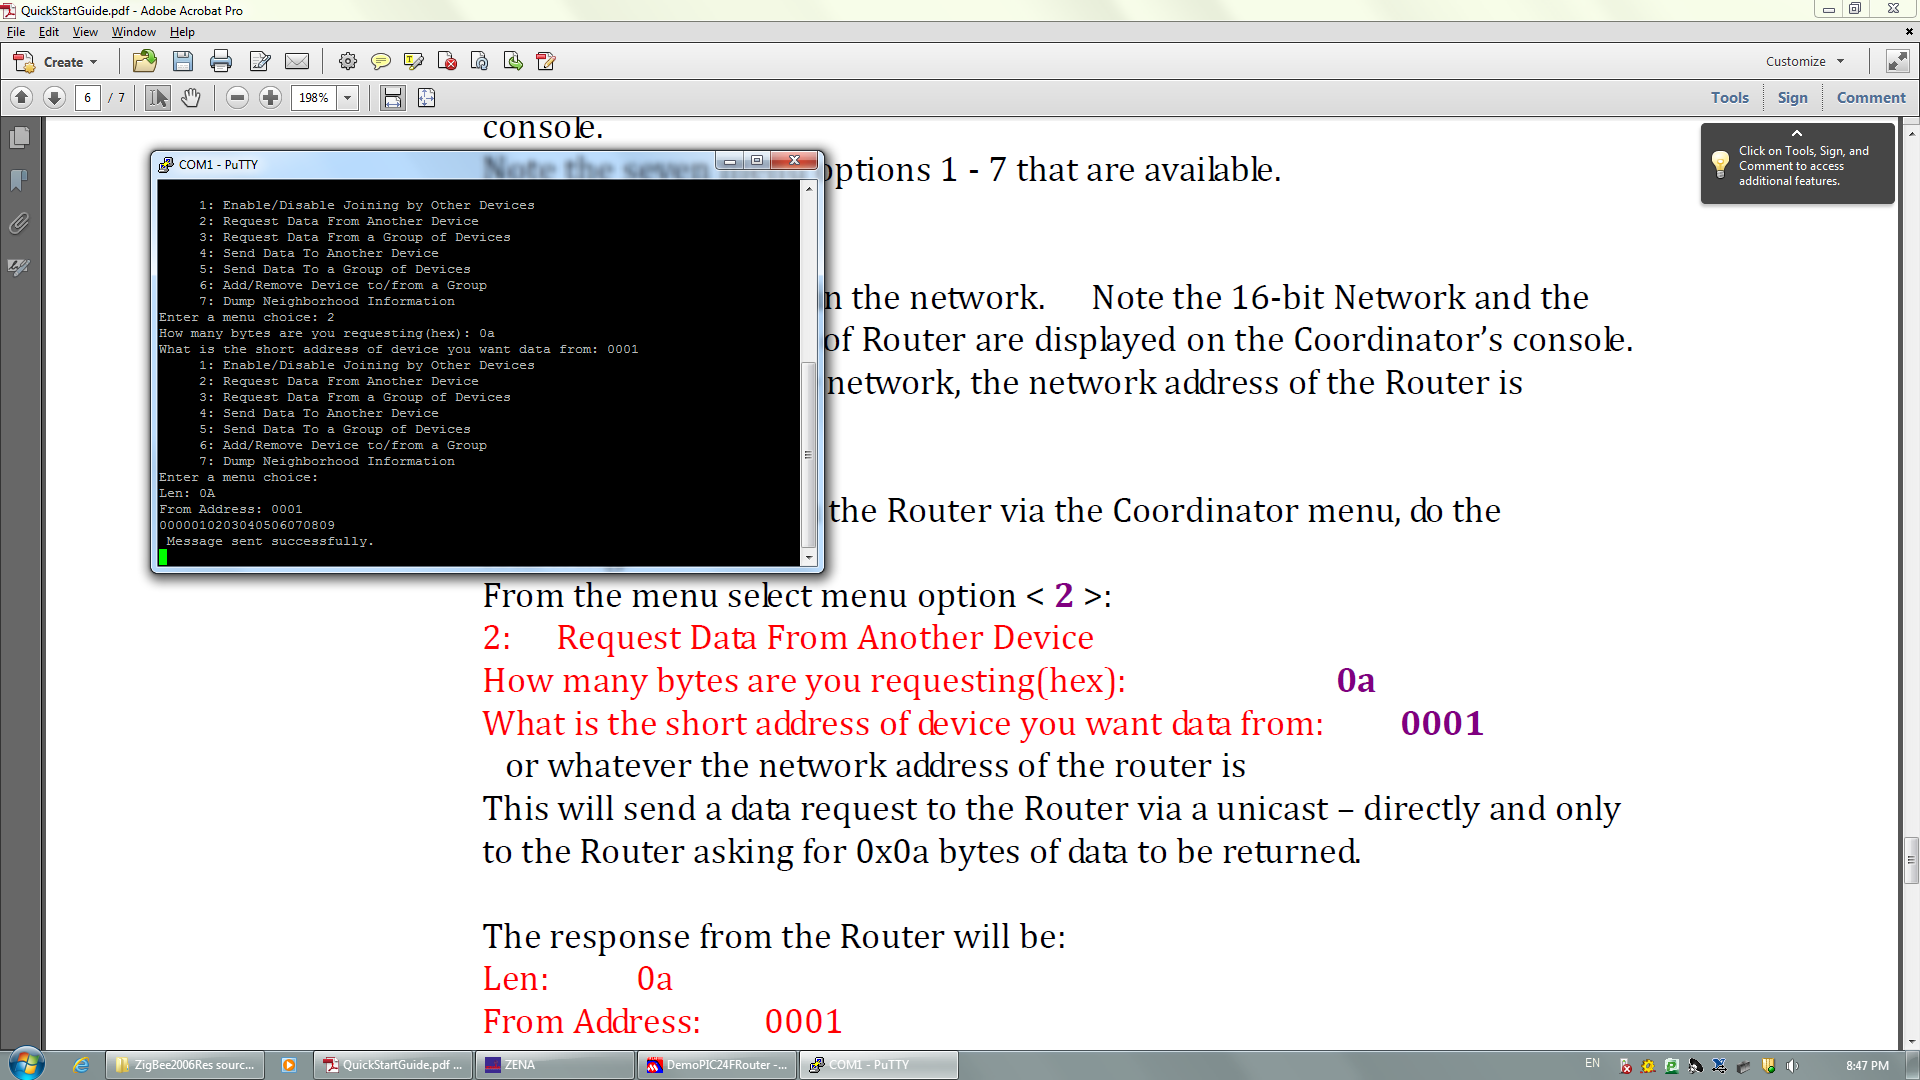 QuickStartGuide.pdf - Adobe Acrobat Pro
File Edit View Window Help
Create
Customize
6 / 7
198%
Tools Sign Comment
console.
Note the seven menu options 1 - 7 that are available.
Click on Tools, Sign, and
Comment to access
additional features.
n the network. Note the 16-bit Network and the
of Router are displayed on the Coordinator’s console.
network, the network address of the Router is
the Router via the Coordinator menu, do the
COM1 - PuTTY
1: Enable/Disable Joining by Other Devices
2: Request Data From Another Device
3: Request Data From a Group of Devices
4: Send Data To Another Device
5: Send Data To a Group of Devices
6: Add/Remove Device to/from a Group
7: Dump Neighborhood Information
Enter a menu choice: 2
How many bytes are you requesting(hex): 0a
What is the short address of device you want data from: 0001
1: Enable/Disable Joining by Other Devices
2: Request Data From Another Device
3: Request Data From a Group of Devices
4: Send Data To Another Device
5: Send Data To a Group of Devices
6: Add/Remove Device to/from a Group
7: Dump Neighborhood Information
Enter a menu choice:
Len: 0A
From Address: 0001
0000010203040506070809
Message sent successfully.
From the menu select menu option < 2 >:
2: Request Data From Another Device
How many bytes are you requesting(hex): 0a
What is the short address of device you want data from: 0001
or whatever the network address of the router is
This will send a data request to the Router via a unicast – directly and only
to the Router asking for 0x0a bytes of data to be returned.
The response from the Router will be:
Len: 0a
From Address: 0001
ZigBee2006Res sourc...
QuickStartGuide.pdf ...
ZENA
DemoPIC24FRouter -...
COM1 - PuTTY
EN
8:47 PM